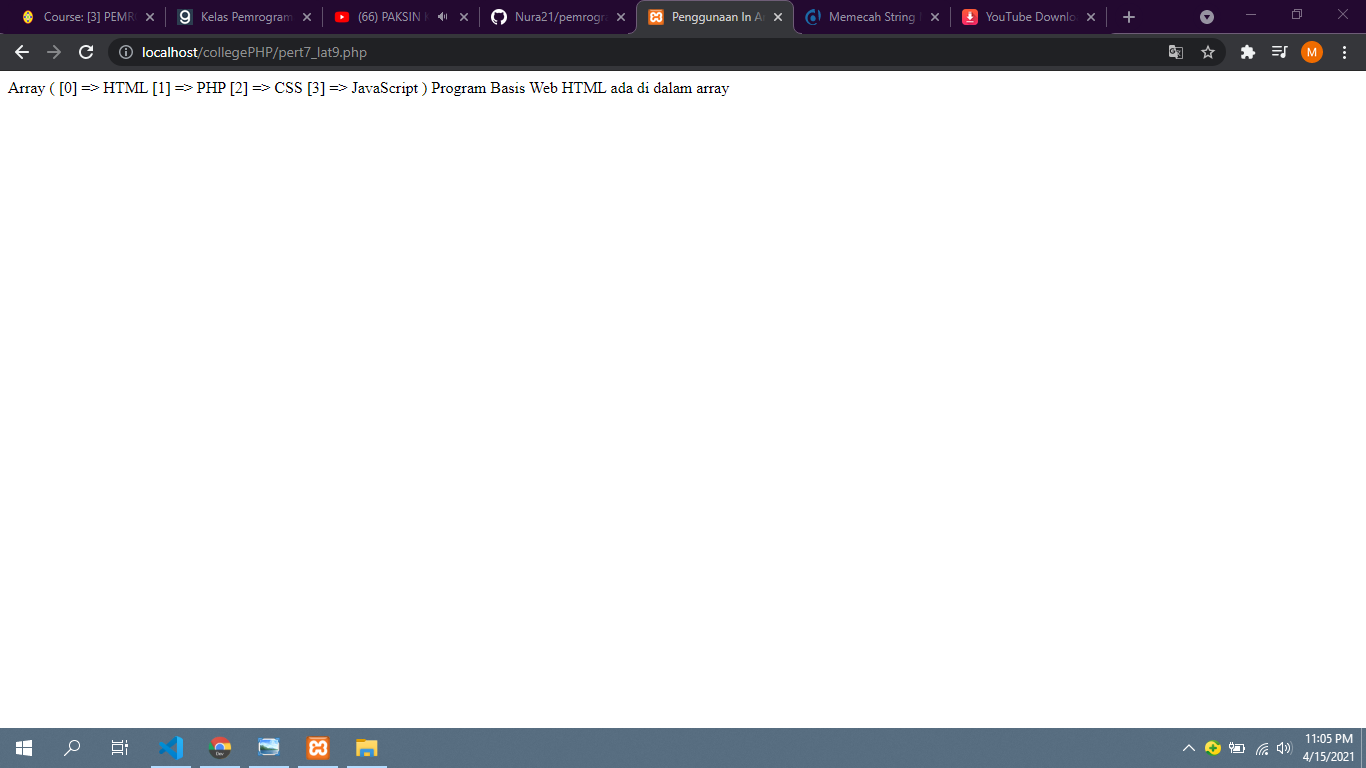 Course: [3] PEMR
Kelas Pemrogram
(66) PAKSIN
Nura21/pemrogr
Penggunaan In A
Memecah String
YouTube Downlo
localhost/collegePHP/pert7_lat9.php
M
Array ( [0] => HTML [1] => PHP [2] => CSS [3] => JavaScript ) Program Basis Web HTML ada di dalam array
Dev
11:05 PM
4/15/2021